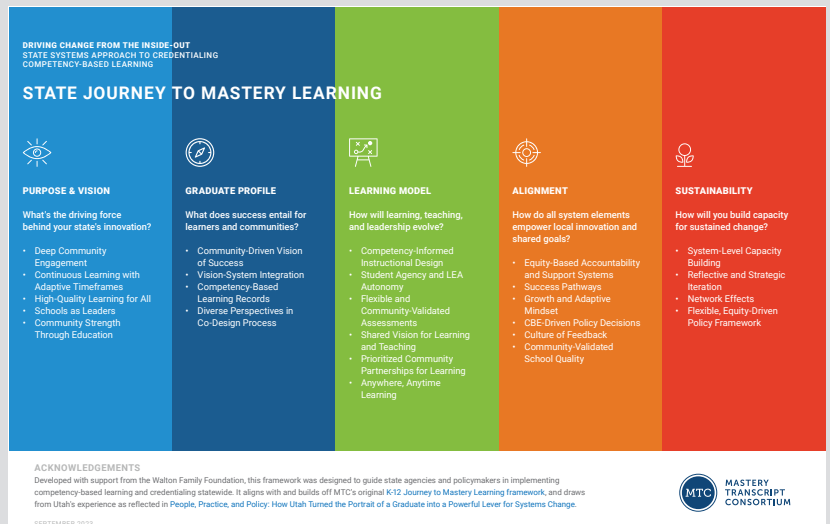 DRIVING CHANGE FROM THE INSIDE-OUT
STATE SYSTEMS APPROACH TO CREDENTIALING
COMPETENCY-BASED LEARNING
STATE JOURNEY TO MASTERY LEARNING
PURPOSE & VISION
What's the driving force
behind your state's innovation?
• Deep Community
Engagement
• Continuous Learning with
Adaptive Timeframes
• High-Quality Learning for All
• Schools as Leaders
• Community Strength
Through Education
GRADUATE PROFILE
What does success entail for
learners and communities?
• Community-Driven Vision
of Success
• Vision-System Integration
• Competency-Based
Learning Records
• Diverse Perspectives in
Co-Design Process
LEARNING MODEL
How will learning, teaching,
and leadership evolve?
• Competency-Informed
Instructional Design
• Student Agency and LEA
Autonomy
• Flexible and
Community-Validated
Assessments
• Shared Vision for Learning
and Teaching
• Prioritized Community
Partnerships for Learning
• Anywhere, Anytime
Learning
ALIGNMENT
How do all system elements
empower local innovation and
shared goals?
• Equity-Based Accountability
and Support Systems
• Success Pathways
• Growth and Adaptive
Mindset
• CBE-Driven Policy Decisions
• Culture of Feedback
• Community-Validated
School Quality
SUSTAINABILITY
How will you build capacity
for sustained change?
• System-Level Capacity
Building
• Reflective and Strategic
Iteration
• Network Effects
• Flexible, Equity-Driven
Policy Framework
ACKNOWLEDGEMENTS
Developed with support from the Walton Family Foundation, this framework was designed to guide state agencies and policymakers in implementing
competency-based learning and credentialing statewide. It aligns with and builds off MTC's original K-12 Journey to Mastery Learning framework, and draws
from Utah's experience as reflected in People, Practice, and Policy: How Utah Turned the Portrait of a Graduate into a Powerful Lever for Systems Change.
MTC
MASTERY
TRANSCRIPT
CONSORTIUM
SEPTEMBER